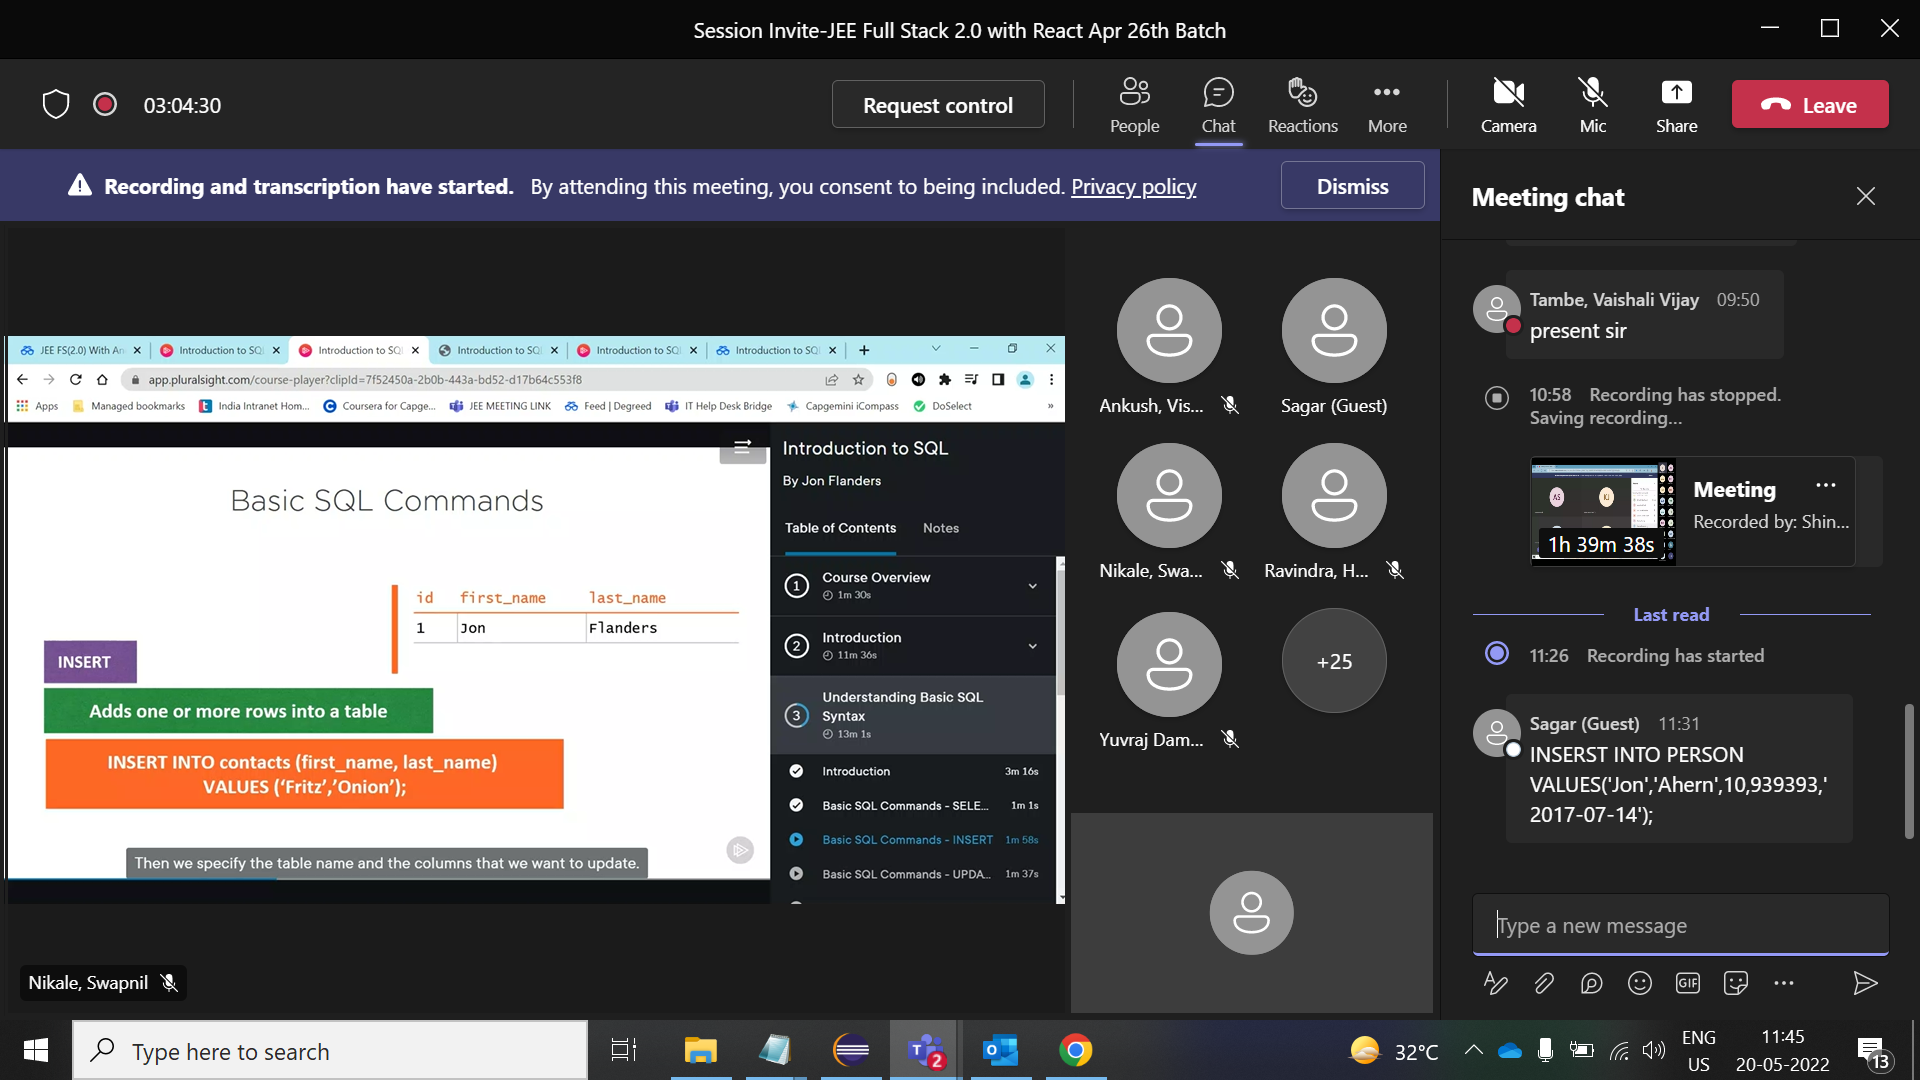 Session Invite-JEE Full Stack 2.0 with React Apr 26th Batch
03:04:30
Request control
People
Chat
Reactions
More
Camera
Mic
Share
Leave
Recording and transcription have started. By attending this meeting, you consent to being included. Privacy policy
Dismiss
JEE FS(2.0) With An
Introduction to SQ
Introduction to SQ
Introduction to SQ
Introduction to SQ
Introduction to SQ
app.pluralsight.com/course-player?clipId=7f52450a-2b0b-443a-bd52-d17b64c553f8
Apps
Managed bookmarks
India Intranet Hom...
Coursera for Capge...
JEE MEETING LINK
Feed | Degreed
IT Help Desk Bridge
Capgemini iCompass
DoSelect
»
Basic SQL Commands
id first_name last_name
1 Jon Flanders
INSERT
Adds one or more rows into a table
INSERT INTO contacts (first_name, last_name)
VALUES (‘Fritz’,’Onion’);
Then we specify the table name and the columns that we want to update.
Introduction to SQL
By Jon Flanders
Table of Contents
Notes
1
Course Overview
1m 30s
2
Introduction
11m 36s
3
Understanding Basic SQL
Syntax
13m 1s
Introduction 3m 16s
Basic SQL Commands - SELE... 1m 1s
Basic SQL Commands - INSERT 1m 58s
Basic SQL Commands - UPDA... 1m 37s
Nikale, Swapnil
Ankush, Vis...
Sagar (Guest)
Nikale, Swa...
Ravindra, H...
Yuvraj Dam...
+25
Meeting chat
Tambe, Vaishali Vijay 09:50
present sir
10:58 Recording has stopped.
Saving recording...
AS
KJ
1h 39m 38s
Meeting
Recorded by: Shin...
Last read
11:26 Recording has started
Sagar (Guest) 11:31
INSERST INTO PERSON
VALUES('Jon','Ahern',10,939393,'
2017-07-14');
Type a new message
GIF
Type here to search
T
2
O
32°C
ENG
US
11:45
20-05-2022
13